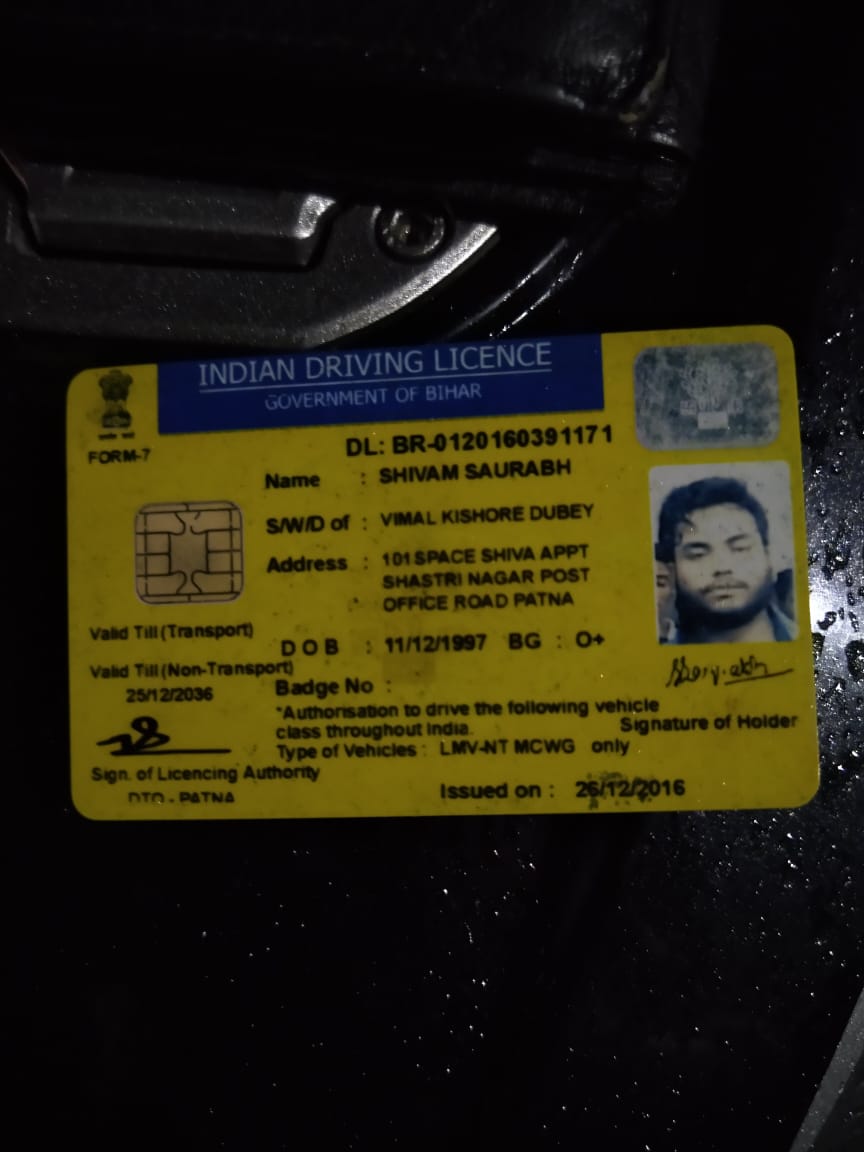 INDIAN DRIVING LICENCE
GOVERNMENT OF BIHAR
FORM-7
DL: BR-0120160391171
Name : SHIVAM SAURABH
S/W/D of : VIMAL KISHORE DUBEY
Address : 101 SPACE SHIVA APPT
SHASTRI NAGAR POST
OFFICE ROAD PATNA
Valid Till (Transport)
D O B : 11/12/1997 BG : O+
Valid Till (Non-Transport)
25/12/2036
Badge No :
*Authorisation to drive the following vehicle
class throughout India.
Signature of Holder
Type of Vehicles : LMV-NT MCWG only
Sign. of Licencing Authority
DTO - PATNA
Issued on : 26/12/2016